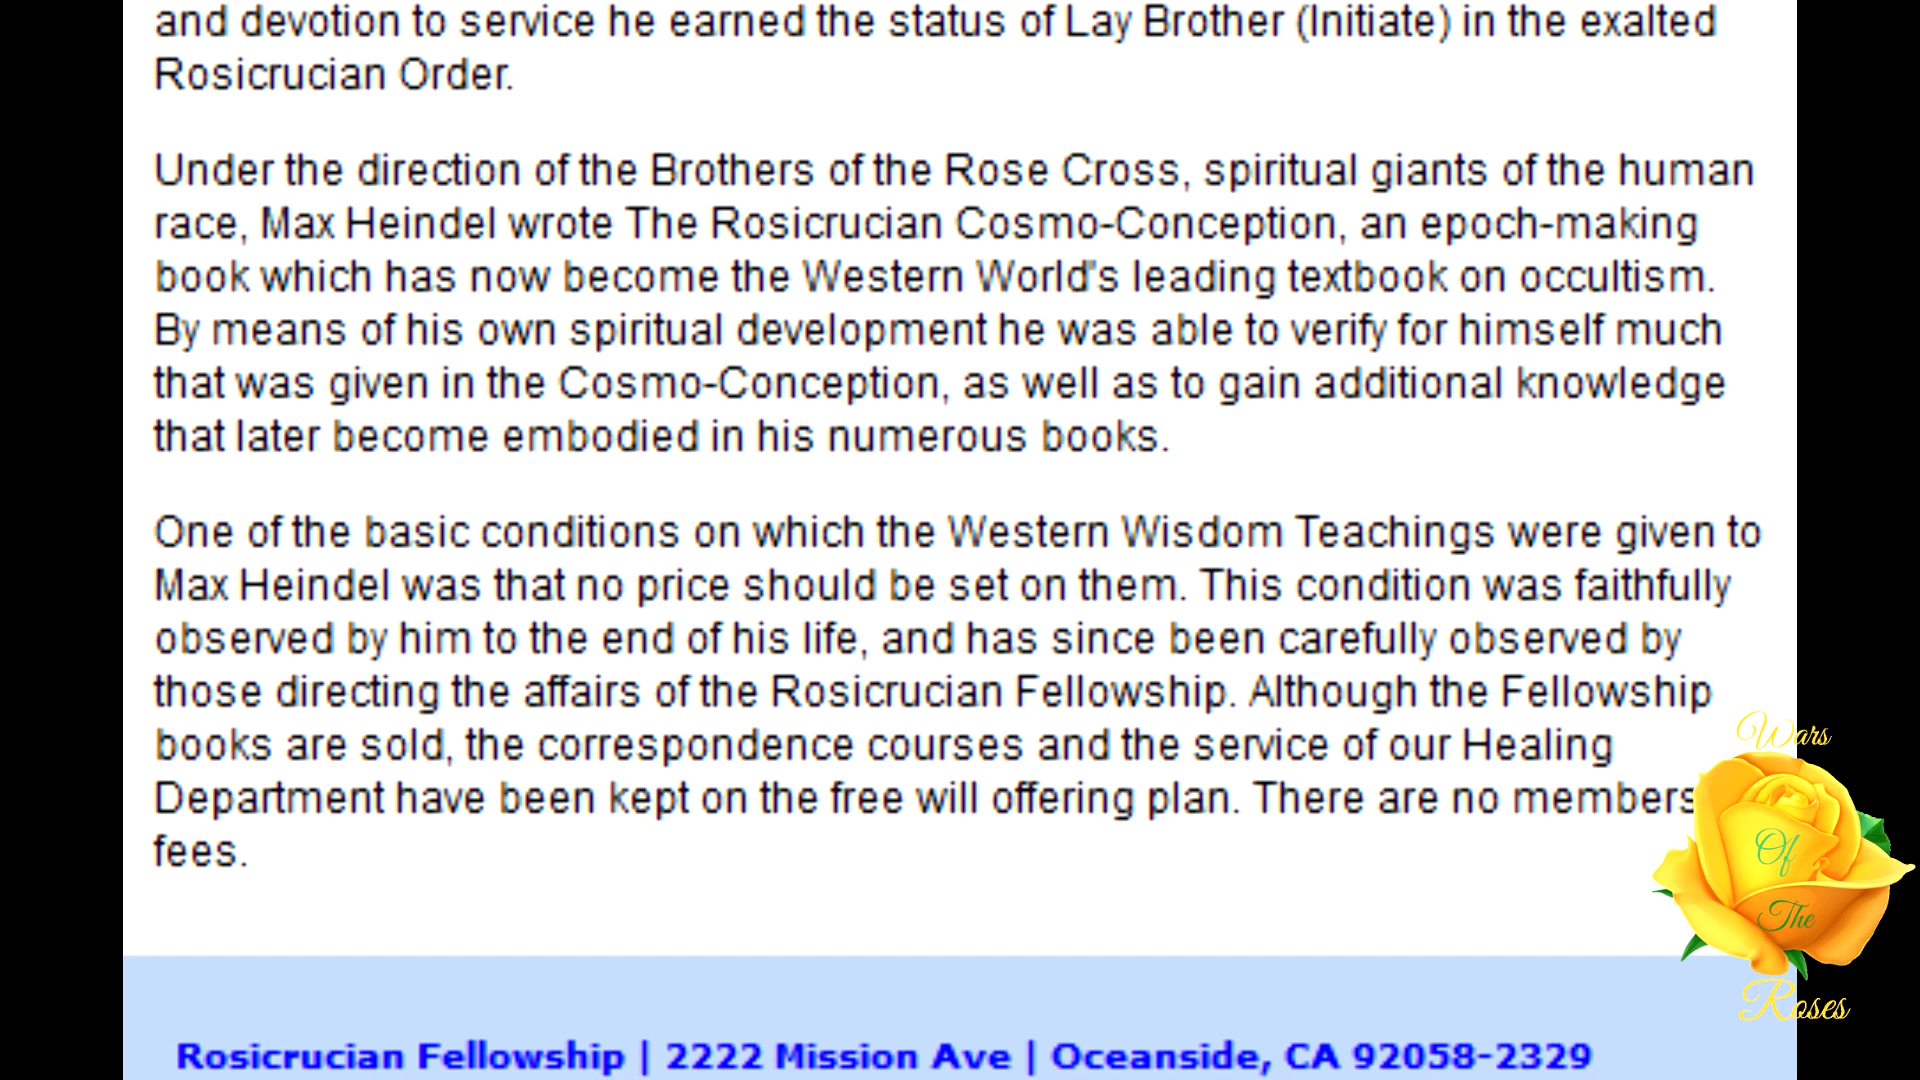 and devotion to service he earned the status of Lay Brother (Initiate) in the exalted
Rosicrucian Order.
Under the direction of the Brothers of the Rose Cross, spiritual giants of the human
race, Max Heindel wrote The Rosicrucian Cosmo-Conception, an epoch-making
book which has now become the Western World's leading textbook on occultism.
By means of his own spiritual development he was able to verify for himself much
that was given in the Cosmo-Conception, as well as to gain additional knowledge
that later become embodied in his numerous books.
One of the basic conditions on which the Western Wisdom Teachings were given to
Max Heindel was that no price should be set on them. This condition was faithfully
observed by him to the end of his life, and has since been carefully observed by
those directing the affairs of the Rosicrucian Fellowship. Although the Fellowship
books are sold, the correspondence courses and the service of our Healing
Department have been kept on the free will offering plan. There are no members
fees.
Wars
Of
The
Roses
Rosicrucian Fellowship | 2222 Mission Ave | Oceanside, CA 92058-2329